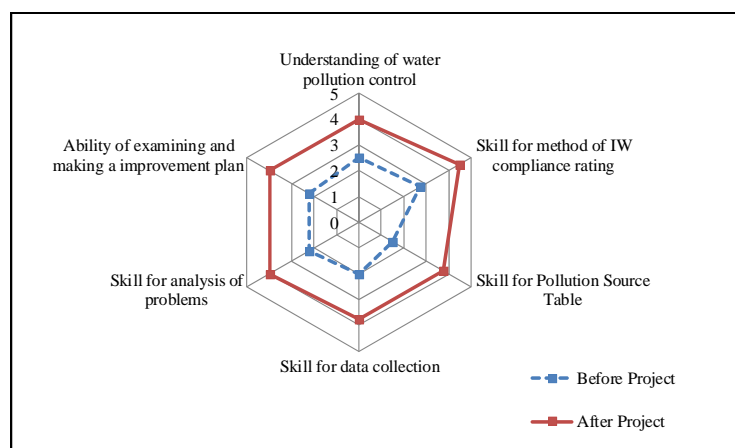 Understanding of water
pollution control
5
4
3
2
1
0
Ability of examining and
making a improvement plan
Skill for method of IW
compliance rating
Skill for analysis of
problems
Skill for Pollution Source
Table
Skill for data collection
Before Project
After Project